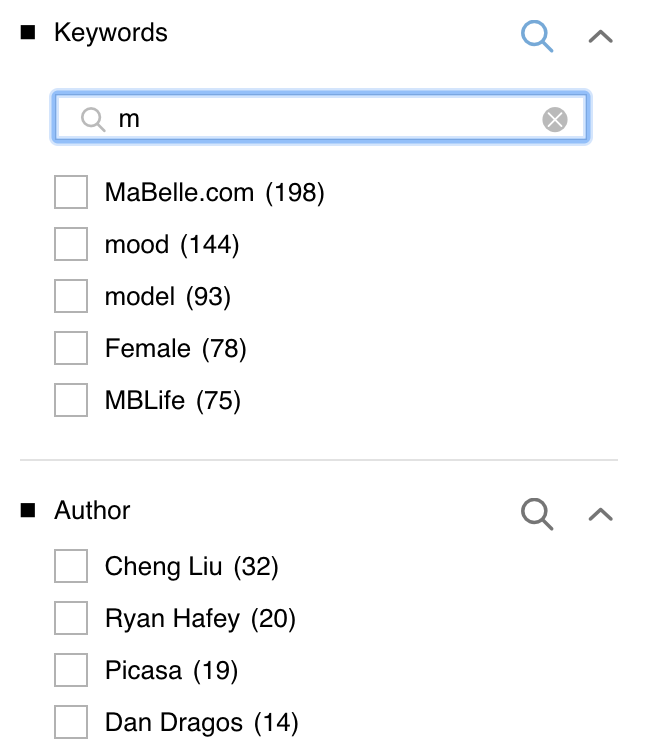 Keywords
m
MaBelle.com (198)
mood (144)
model (93)
Female (78)
MBLife (75)
Author
Cheng Liu (32)
Ryan Hafey (20)
Picasa (19)
Dan Dragos (14)